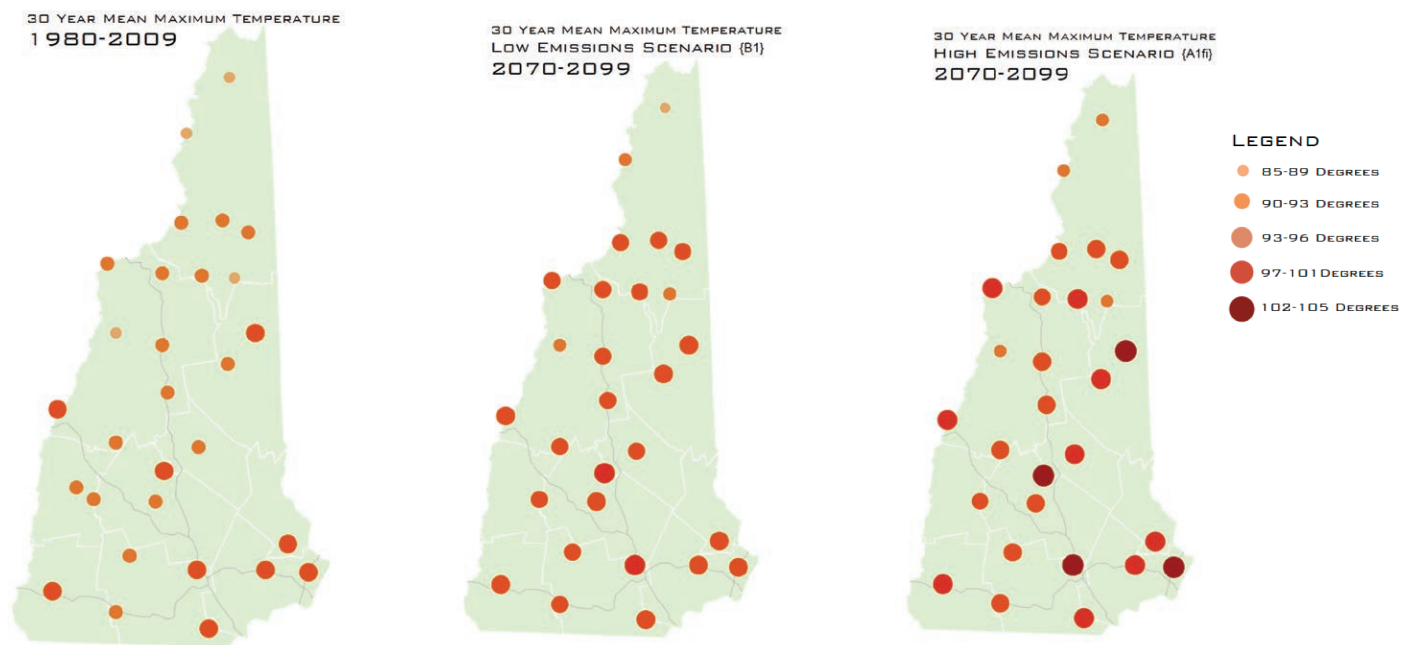 30 Year Mean Maximum Temperature
1980-2009
30 Year Mean Maximum Temperature
Low Emissions Scenario {B1}
2070-2099
30 Year Mean Maximum Temperature
High Emissions Scenario {A1fi}
2070-2099
Legend
85-89 Degrees
90-93 Degrees
93-96 Degrees
97-101Degrees
102-105 Degrees